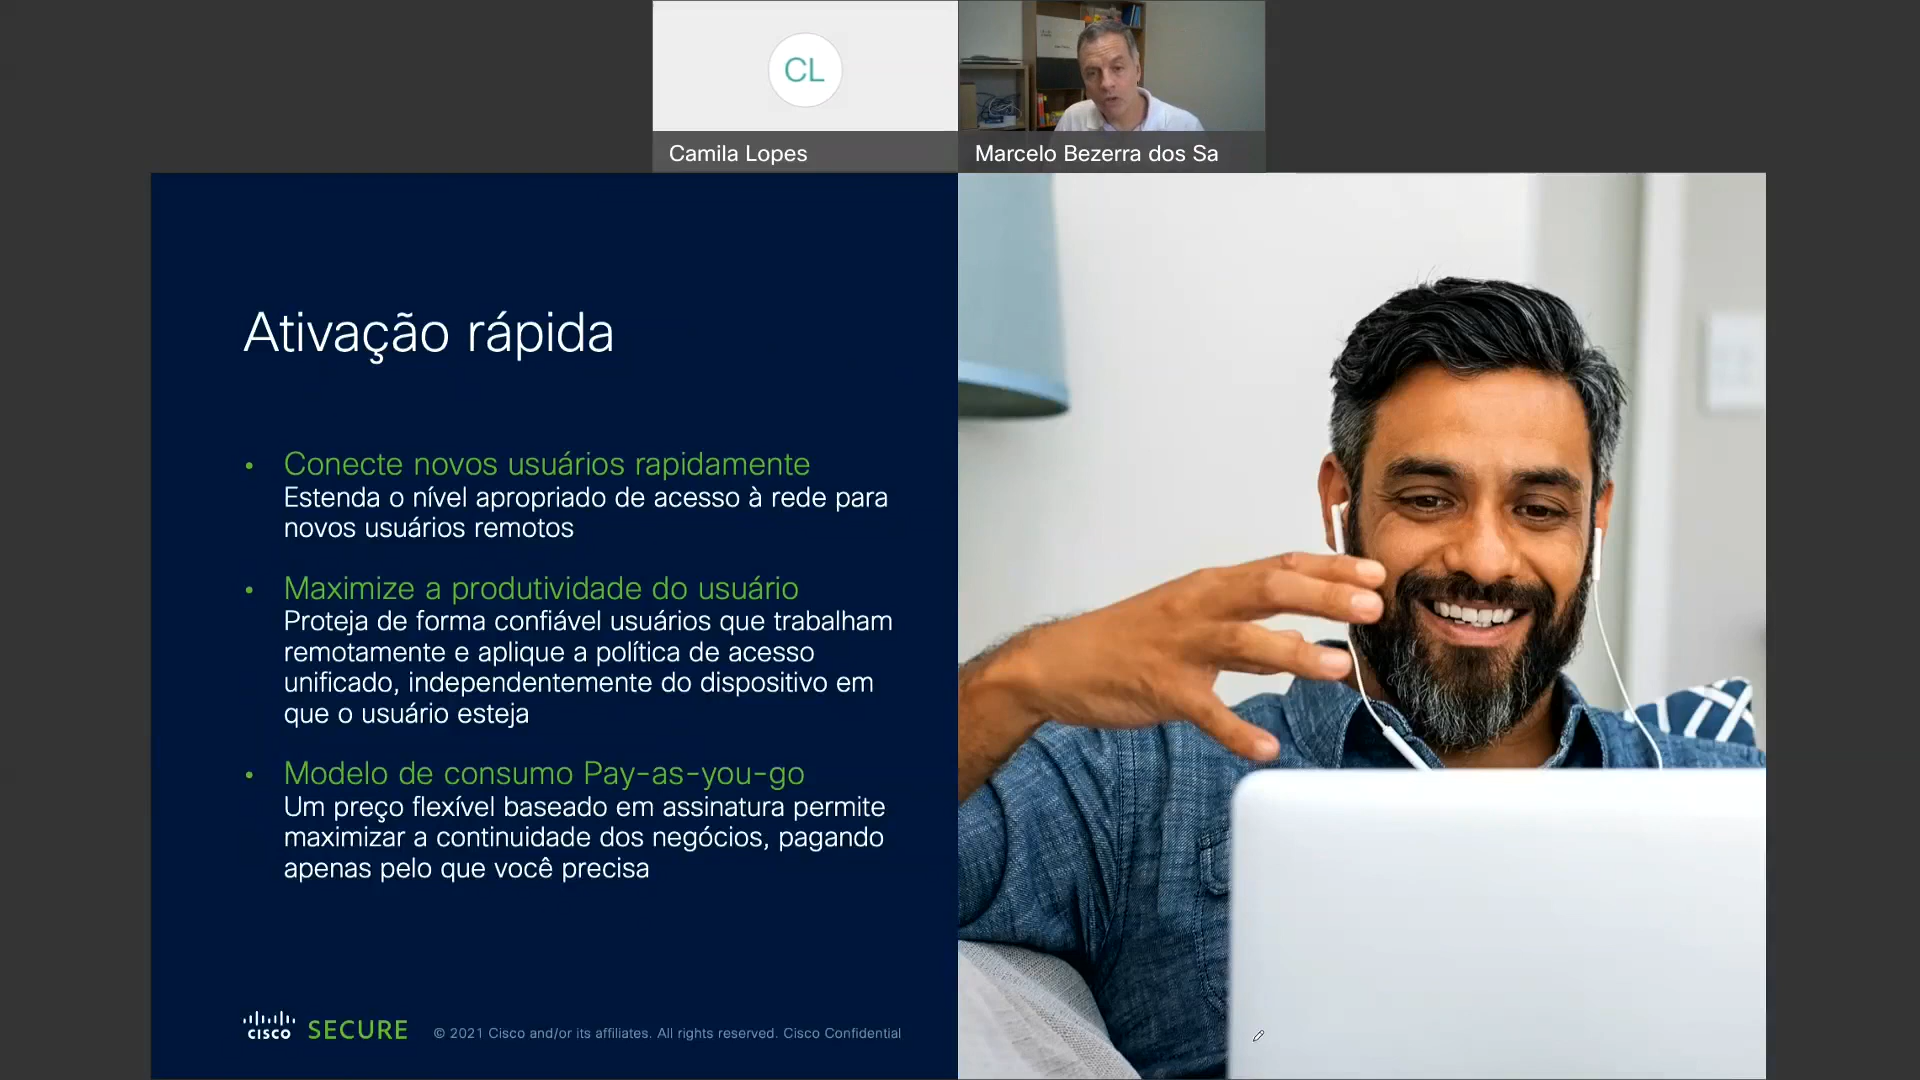 CL
Camila Lopes
Marcelo Bezerra dos Sa
Ativação rápida
• Conecte novos usuários rapidamente
Estenda o nível apropriado de acesso à rede para
novos usuários remotos
• Maximize a produtividade do usuário
Proteja de forma confiável usuários que trabalham
remotamente e aplique a política de acesso
unificado, independentemente do dispositivo em
que o usuário esteja
• Modelo de consumo Pay-as-you-go
Um preço flexível baseado em assinatura permite
maximizar a continuidade dos negócios, pagando
apenas pelo que você precisa
CISCO SECURE © 2021 Cisco and/or its affiliates. All rights reserved. Cisco Confidential